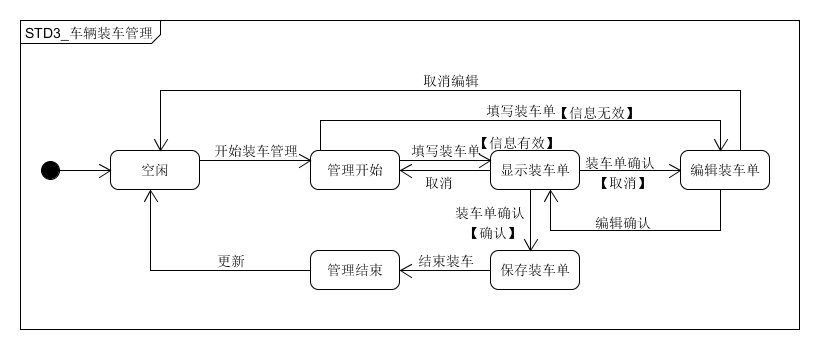 STD3_车辆装车管理
取消编辑
填写装车单【信息无效】
【信息有效】
开始装车管理
填写装车单
装车单确认
空闲
管理开始
显示装车单
编辑装车单
取消
【取消】
装车单确认
【确认】
编辑确认
更新
结束装车
管理结束
保存装车单